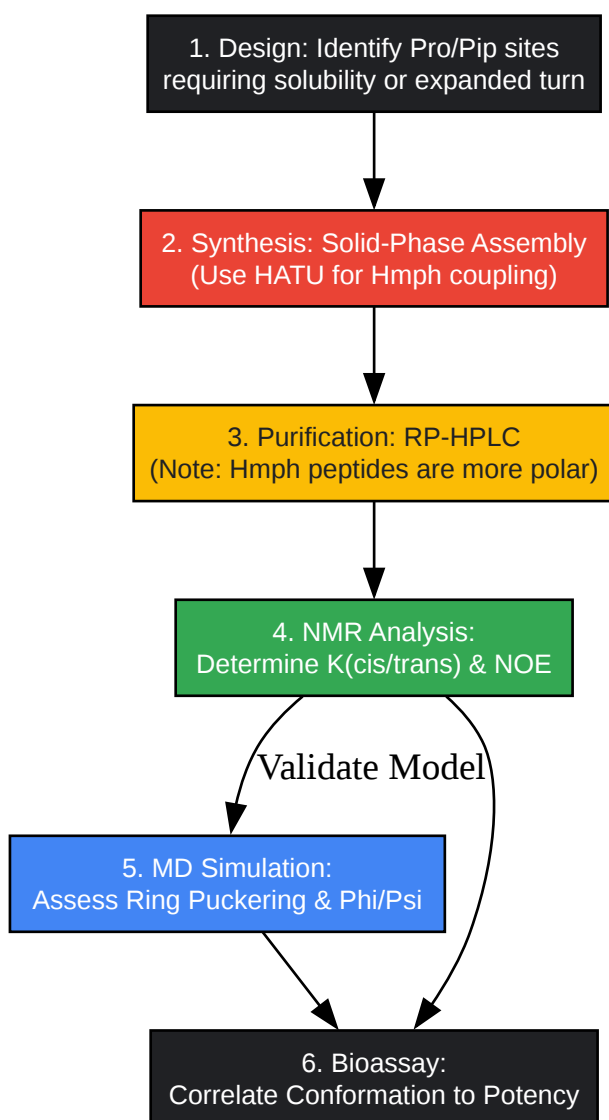 1. Design: Identify Pro/Pip sites
requiring solubility or expanded turn
2. Synthesis: Solid-Phase Assembly
(Use HATU for Hmph coupling)
3. Purification: RP-HPLC
(Note: Hmph peptides are more polar)
4. NMR Analysis:
Determine K(cis/trans) & NOE
Validate Model
5. MD Simulation:
Assess Ring Puckering & Phi/Psi
6. Bioassay:
Correlate Conformation to Potency